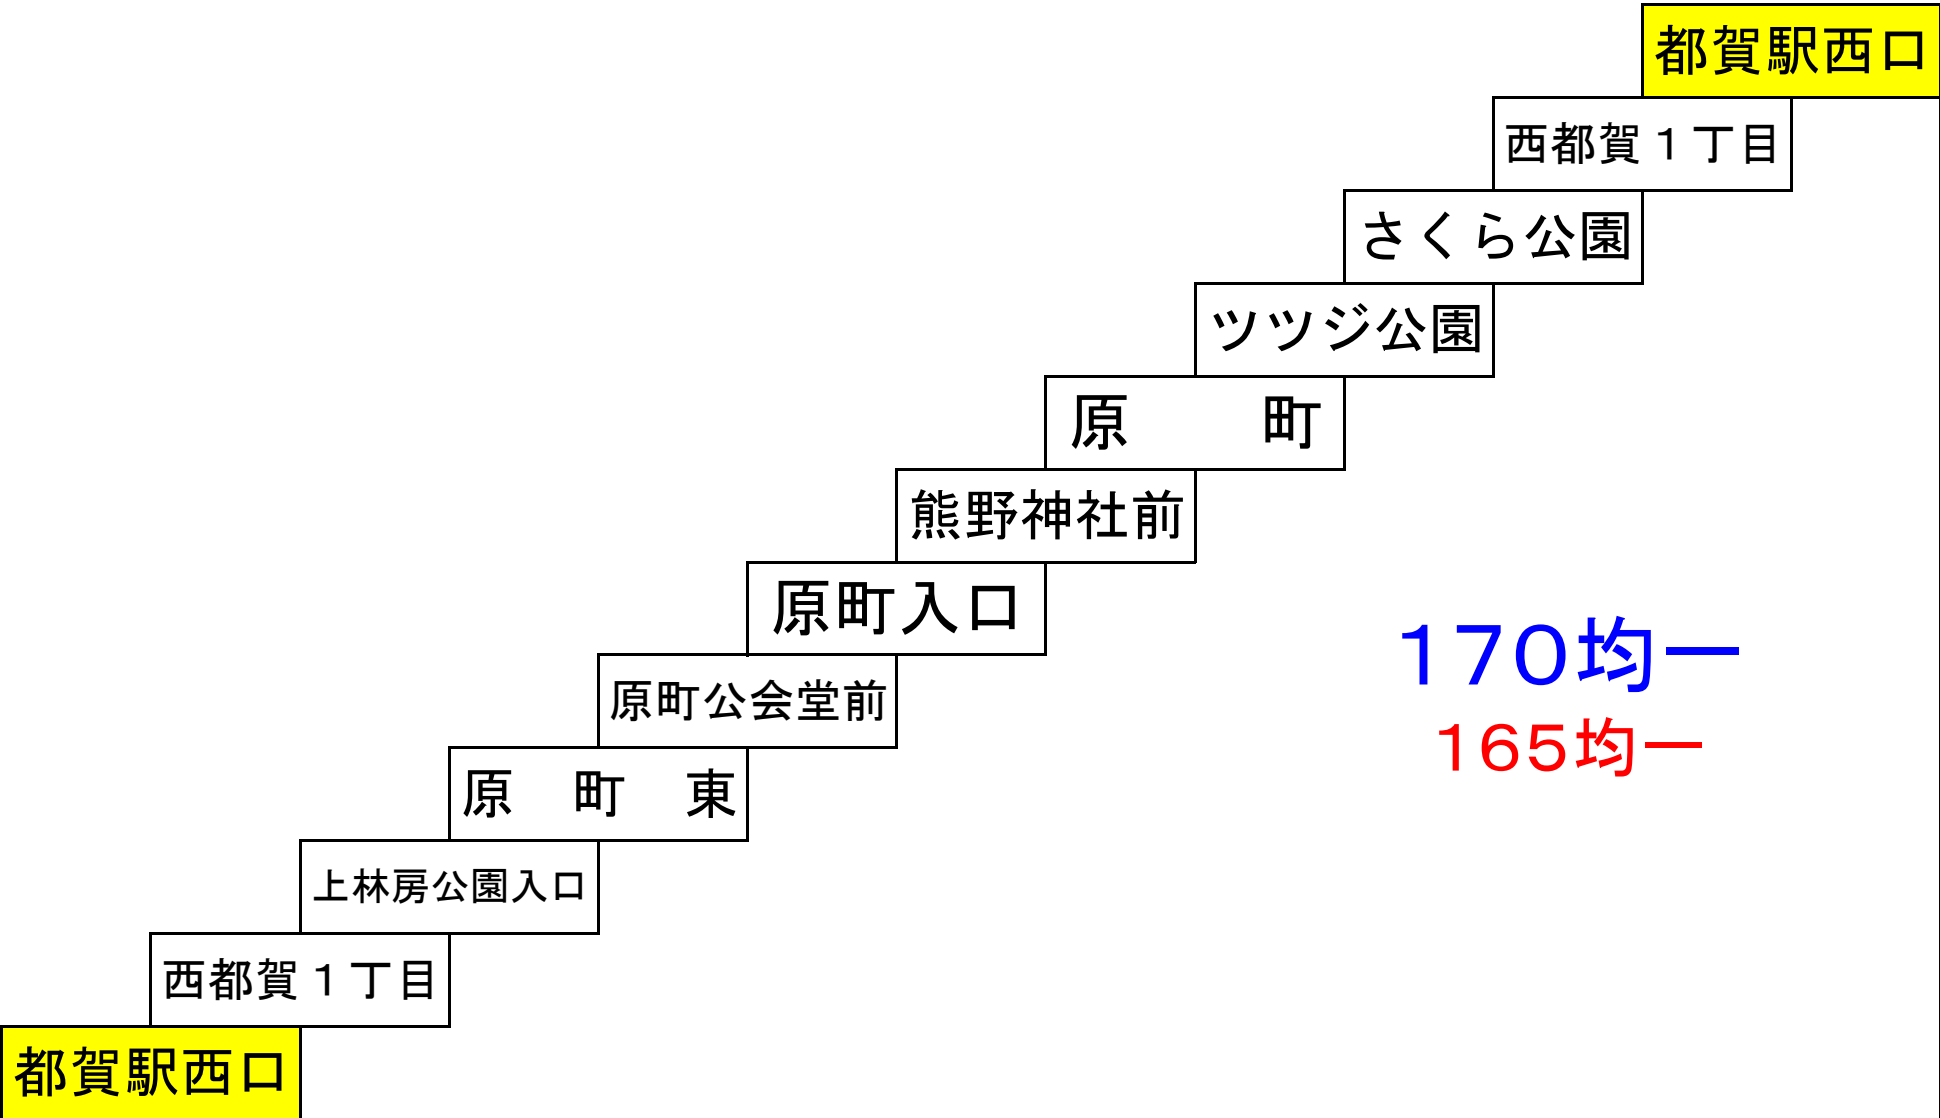 都賀駅西口
西都賀１丁目
さくら公園
ツツジ公園
原　　町
熊野神社前
原町入口
１７０均一
原町公会堂前
１６５均一
原　町　東
上林房公園入口
西都賀１丁目
都賀駅西口